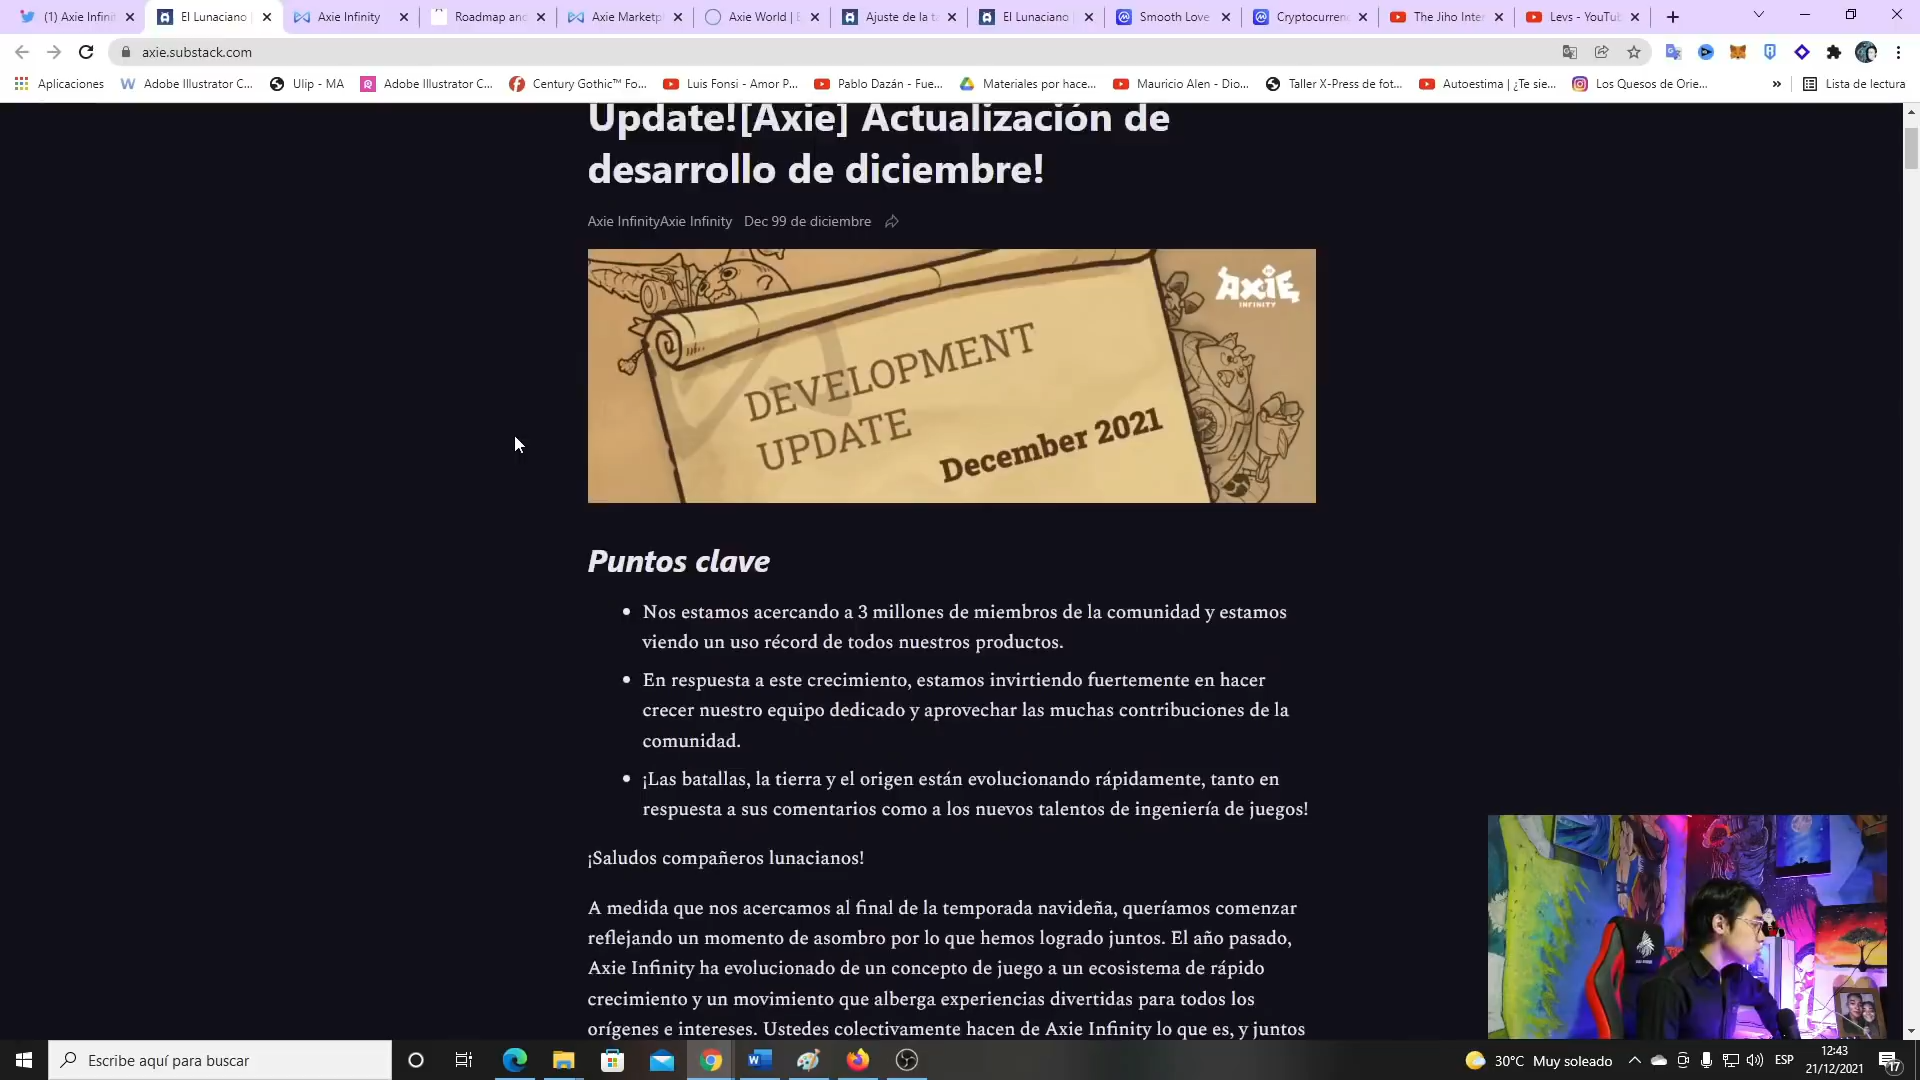 (1) Axie Infini
El Lunaciano
Axie Infinity
Roadmap and
Axie Marketpl
Axie World | E
Ajuste de la ta
El Lunaciano
Smooth Love
Cryptocurrenc
The Jiho Inter
Levs - YouTub
axie.substack.com
Aplicaciones
Adobe Illustrator C...
Ulip - MA
Adobe Illustrator C...
Century Gothic™ Fo...
Luis Fonsi - Amor P...
Pablo Dazán - Fue...
Materiales por hace...
Mauricio Alen - Dio...
Taller X-Press de fot...
Autoestima | ¿Te sie...
Los Quesos de Orie...
»
Lista de lectura
Update![Axie] Actualización de
desarrollo de diciembre!
Axie InfinityAxie Infinity Dec 99 de diciembre
AXIE
INFINITY
DEVELOPMENT
UPDATE
December 2021
Puntos clave
• Nos estamos acercando a 3 millones de miembros de la comunidad y estamos
viendo un uso récord de todos nuestros productos.
• En respuesta a este crecimiento, estamos invirtiendo fuertemente en hacer
crecer nuestro equipo dedicado y aprovechar las muchas contribuciones de la
comunidad.
• ¡Las batallas, la tierra y el origen están evolucionando rápidamente, tanto en
respuesta a sus comentarios como a los nuevos talentos de ingeniería de juegos!
¡Saludos compañeros lunacianos!
A medida que nos acercamos al final de la temporada navideña, queríamos comenzar
reflejando un momento de asombro por lo que hemos logrado juntos. El año pasado,
Axie Infinity ha evolucionado de un concepto de juego a un ecosistema de rápido
crecimiento y un movimiento que alberga experiencias divertidas para todos los
orígenes e intereses. Ustedes colectivamente hacen de Axie Infinity lo que es, y juntos
Escribe aquí para buscar
30°C Muy soleado
ESP
12:43
21/12/2021
17